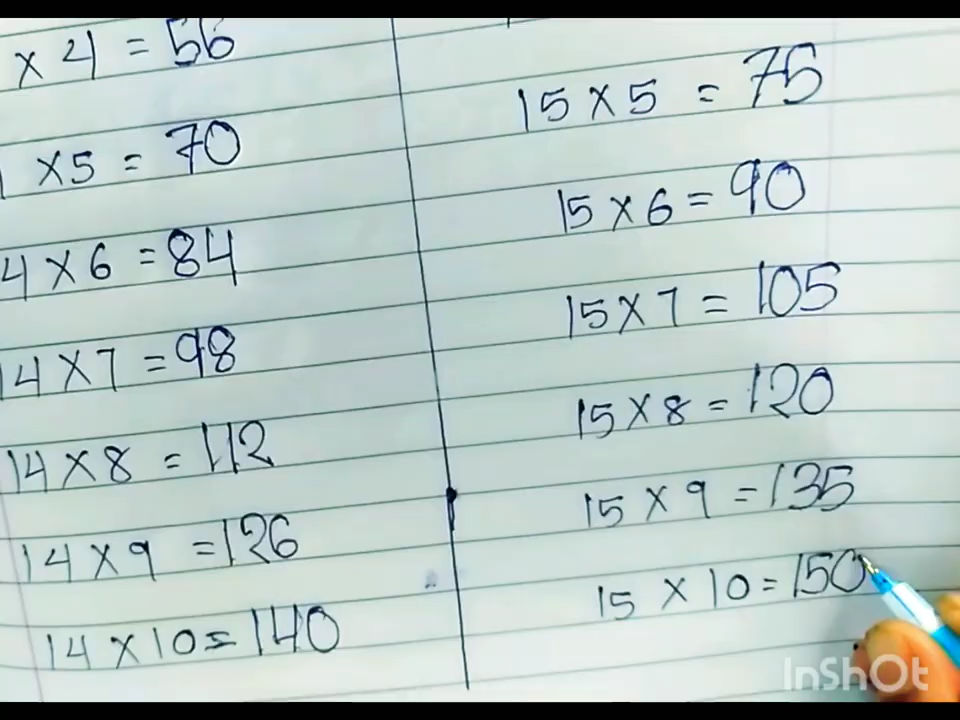 x 4 = 56
x5 = 70
4 x 6 = 84
14 x 7 = 98
14 x 8 = 112
14 x 9 = 126
14 x 10 = 140
15 x 5 = 75
15 x 6 = 90
15 x 7 = 105
15 x 8 = 120
15 x 9 = 135
15 x 10 = 150
InShOt